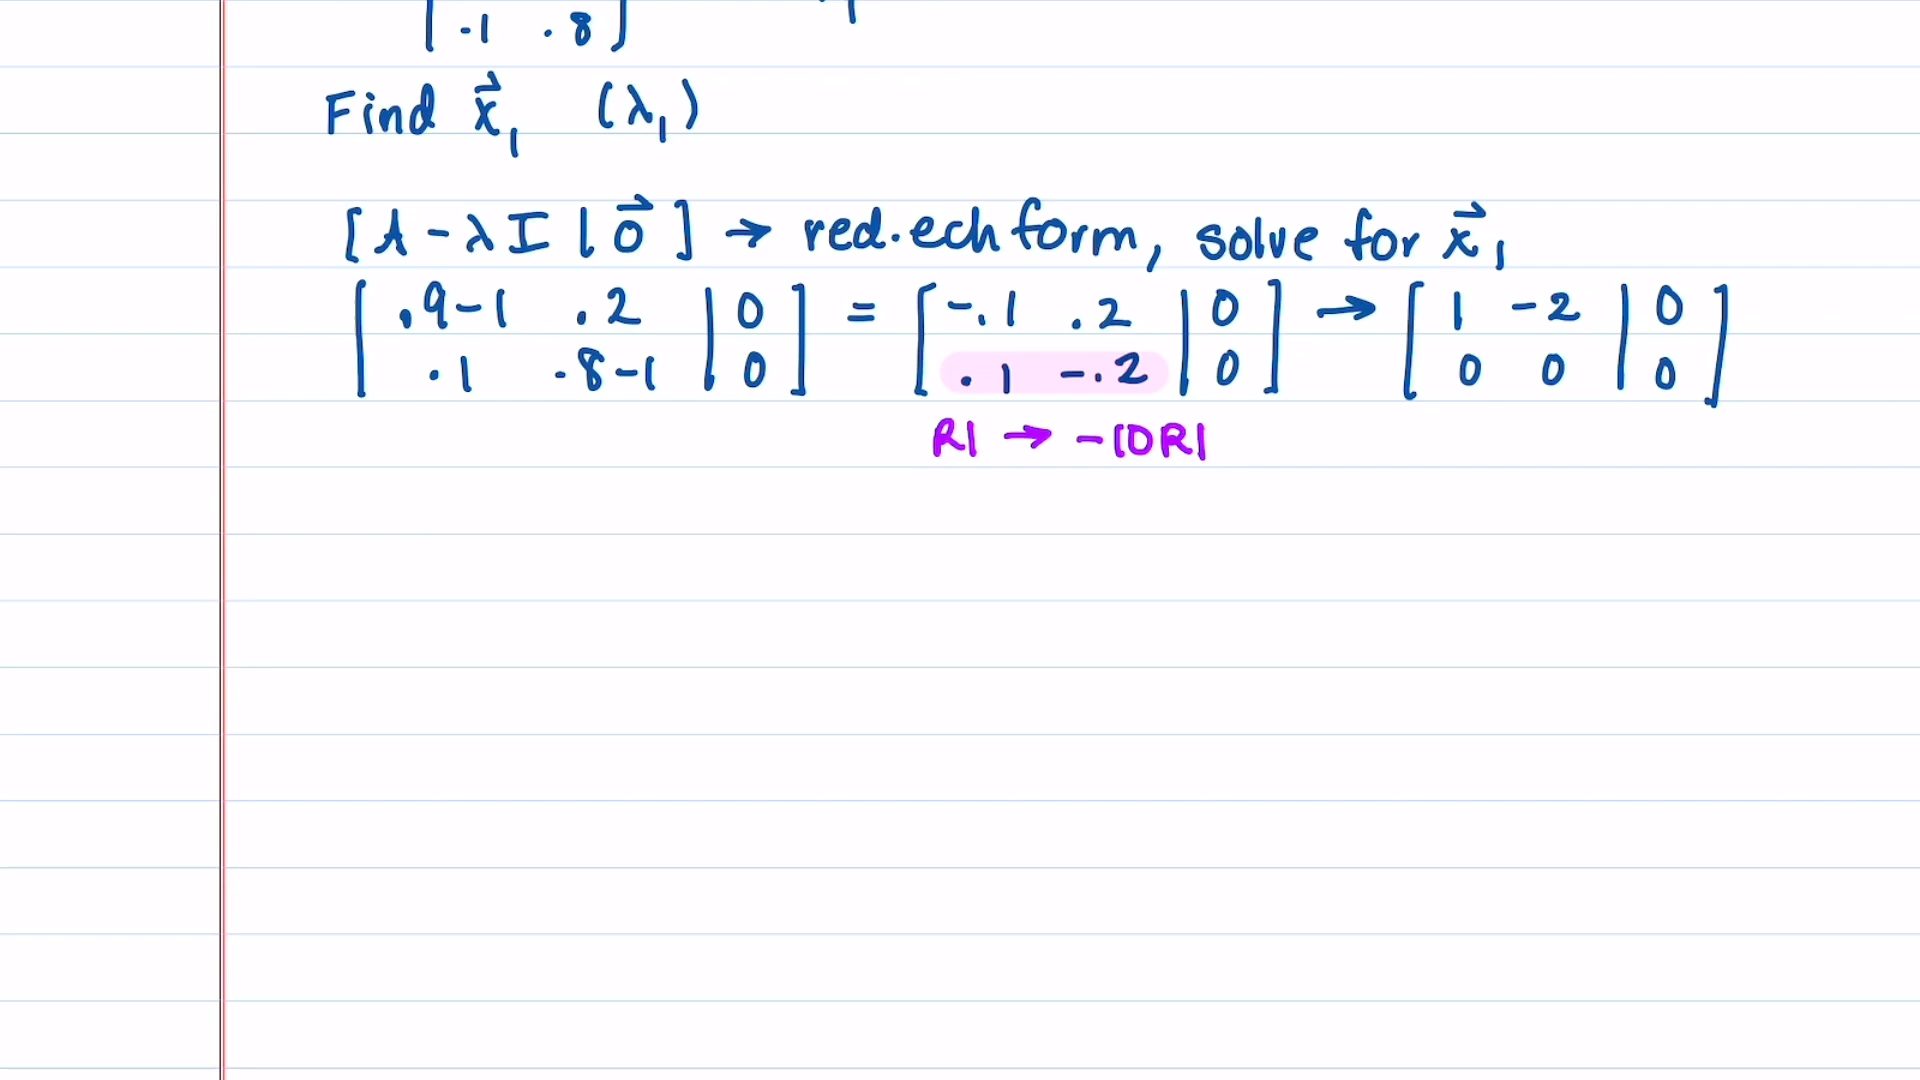 [ .1 .8 ]
Find x⃗₁ (λ₁)
[A - λI | 0⃗ ] → red. ech form, solve for x⃗₁
[ .9-1 .2 | 0 ] = [ -.1 .2 | 0 ] → [ 1 -2 | 0 ]
[ .1 .8-1 | 0 ] [ .1 -.2 | 0 ] [ 0 0 | 0 ]
R1 → -10R1